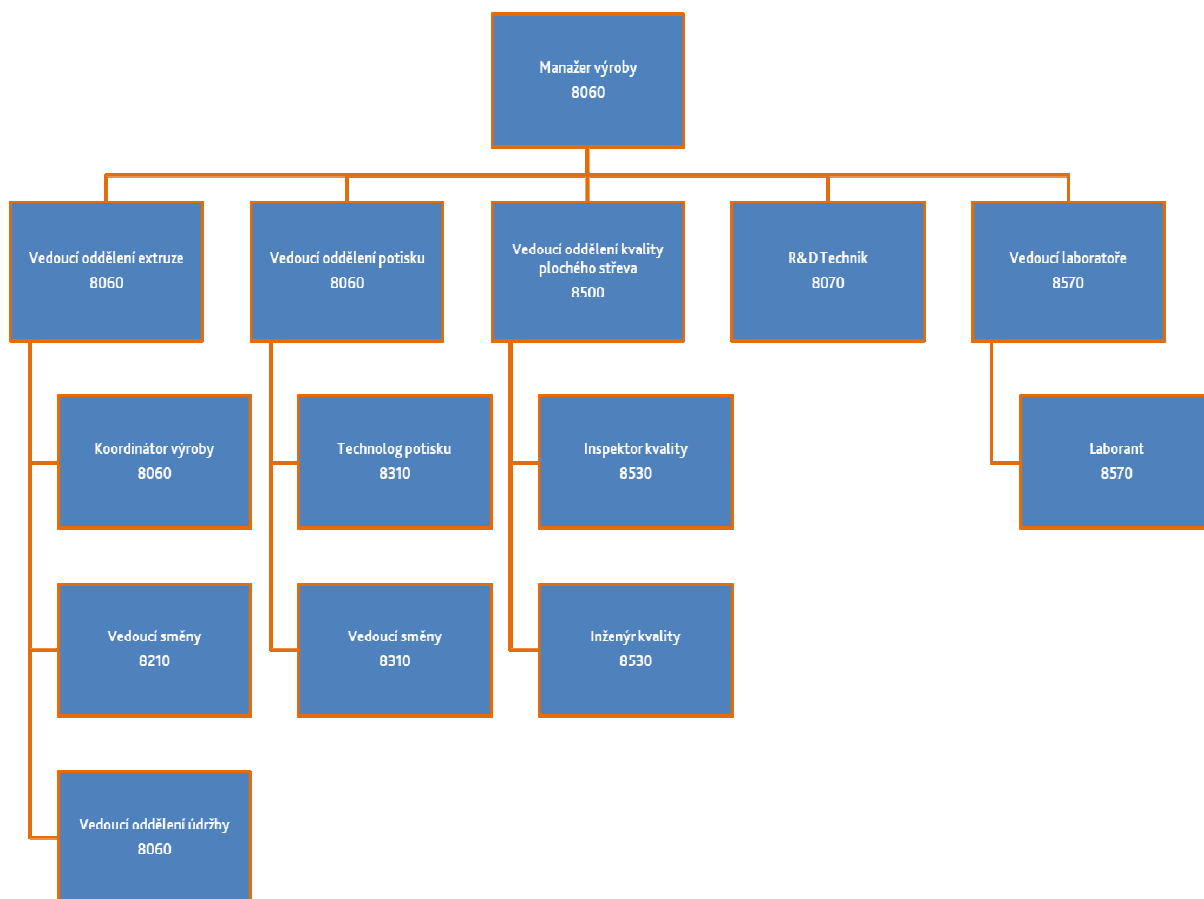 Manažer výroby
8060
Vedoucí oddělení extruze
8060
Vedoucí oddělení potisku
8060
Vedoucí oddělení kvality
plochého střeva
8500
R&D Technik
8070
Vedoucí laboratoře
8570
Koordinátor výroby
8060
Technolog potisku
8310
Inspektor kvality
8530
Laborant
8570
Vedoucí směny
8210
Vedoucí směny
8310
Inženýr kvality
8530
Vedoucí oddělení údržby
8060